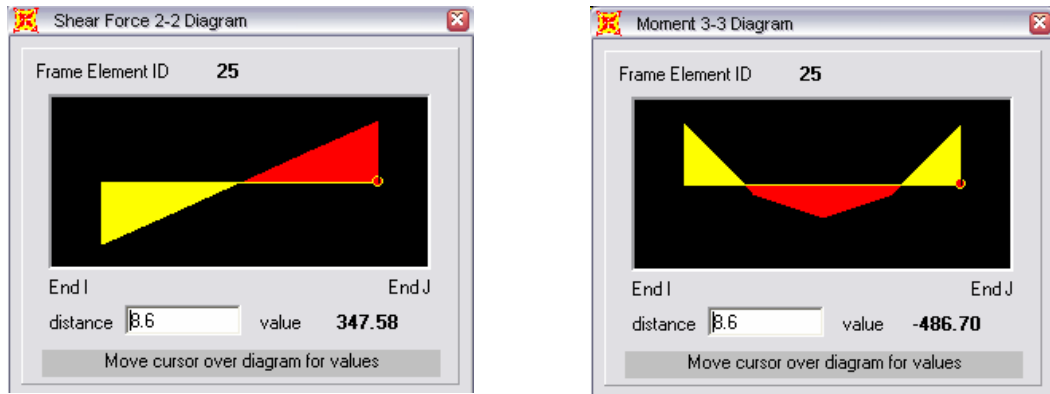 Shear Force 2-2 Diagram
Frame Element ID 25
End I End J
distance 8.6 value 347.58
Move cursor over diagram for values
Moment 3-3 Diagram
Frame Element ID 25
End I End J
distance 8.6 value -486.70
Move cursor over diagram for values